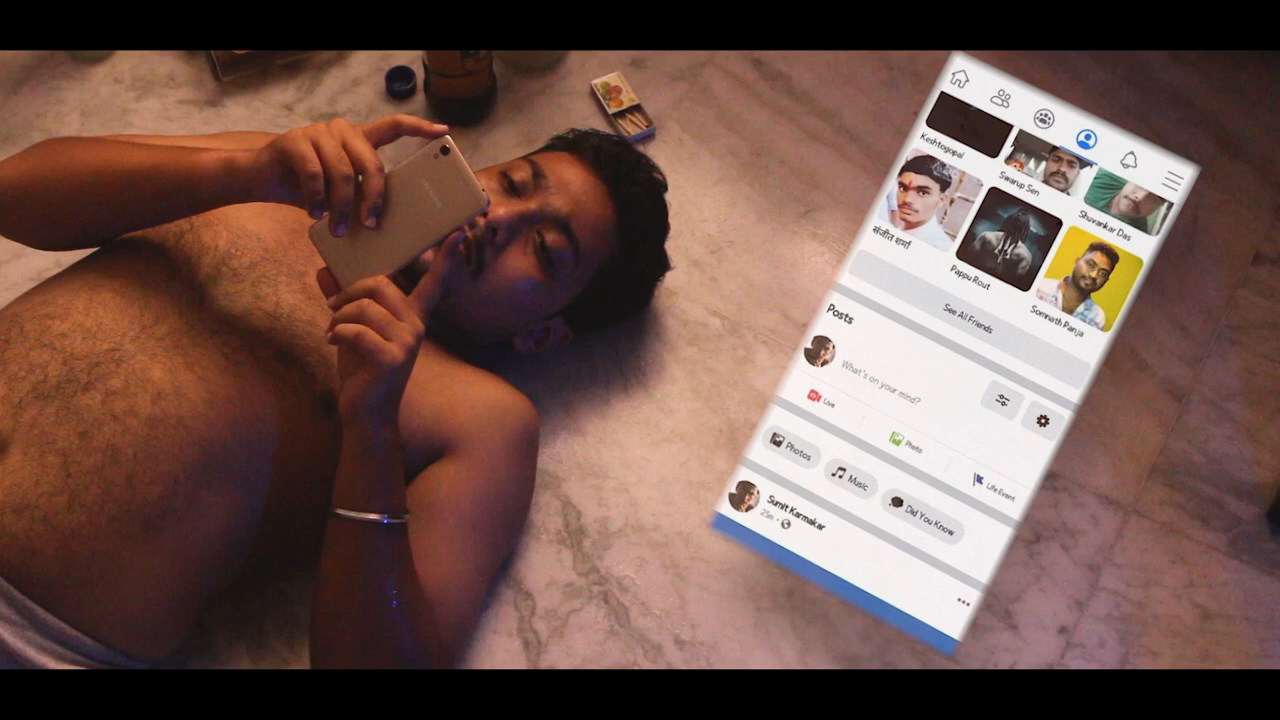 Keshtogopal
Swarup Sen
Shuvankar Das
संजीत शर्मा
Pappu Rout
Somnath Panja
See All Friends
Posts
What's on your mind?
Live
Photo
Life Event
Photos
Music
Did You Know
Sumit Karmakar
25m